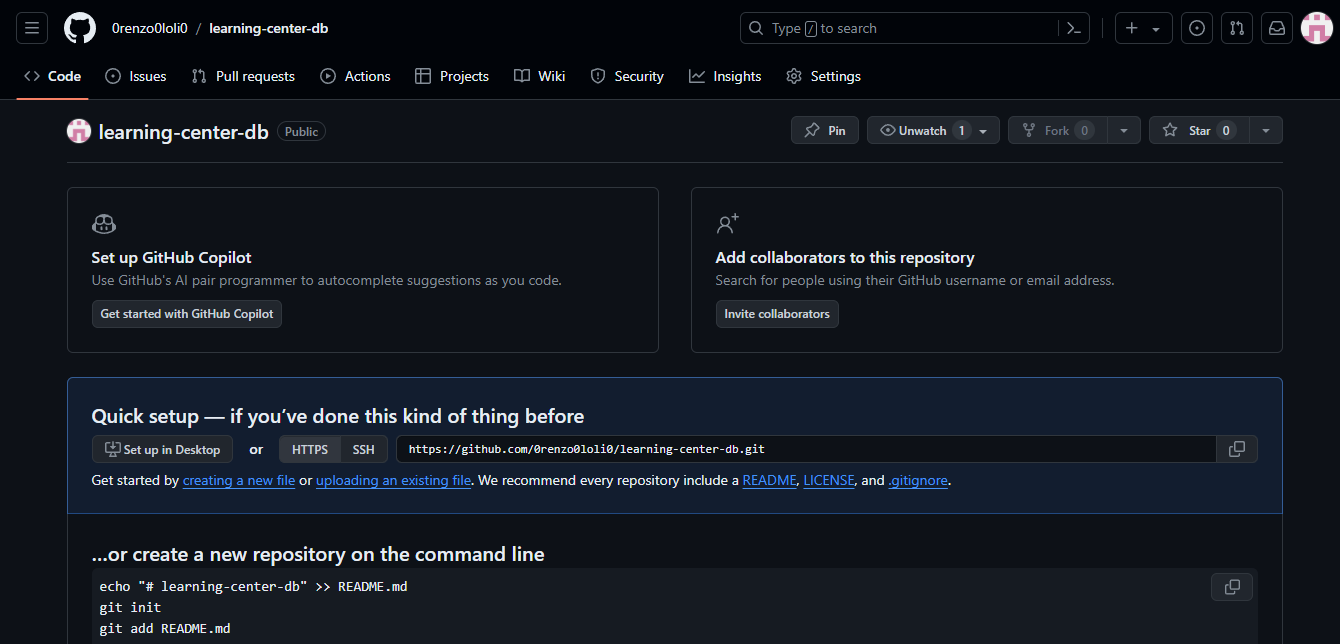 0renzo0loli0 / learning-center-db
Type / to search
Code Issues Pull requests Actions Projects Wiki Security Insights Settings
learning-center-db Public
Pin Unwatch 1 Fork 0 Star 0
Set up GitHub Copilot
Use GitHub's AI pair programmer to autocomplete suggestions as you code.
Get started with GitHub Copilot
Add collaborators to this repository
Search for people using their GitHub username or email address.
Invite collaborators
Quick setup — if you’ve done this kind of thing before
Set up in Desktop or HTTPS SSH https://github.com/0renzo0loli0/learning-center-db.git
Get started by creating a new file or uploading an existing file. We recommend every repository include a README, LICENSE, and .gitignore.
…or create a new repository on the command line
echo "# learning-center-db" >> README.md
git init
git add README.md